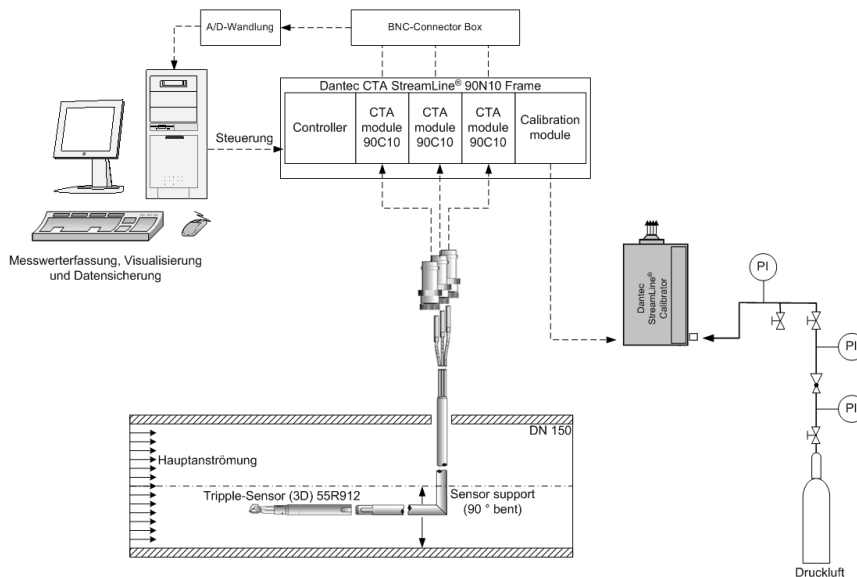 A/D-Wandlung
BNC-Connector Box
Dantec CTA StreamLine® 90N10 Frame
Controller
CTA
module
90C10
CTA
module
90C10
CTA
module
90C10
Calibration
module
Steuerung
Messwerterfassung, Visualisierung
und Datensicherung
Dantec
StreamLine®
Calibrator
PI
PI
PI
DN 150
Hauptanströmung
Tripple-Sensor (3D) 55R912
Sensor support
(90 ° bent)
Druckluft